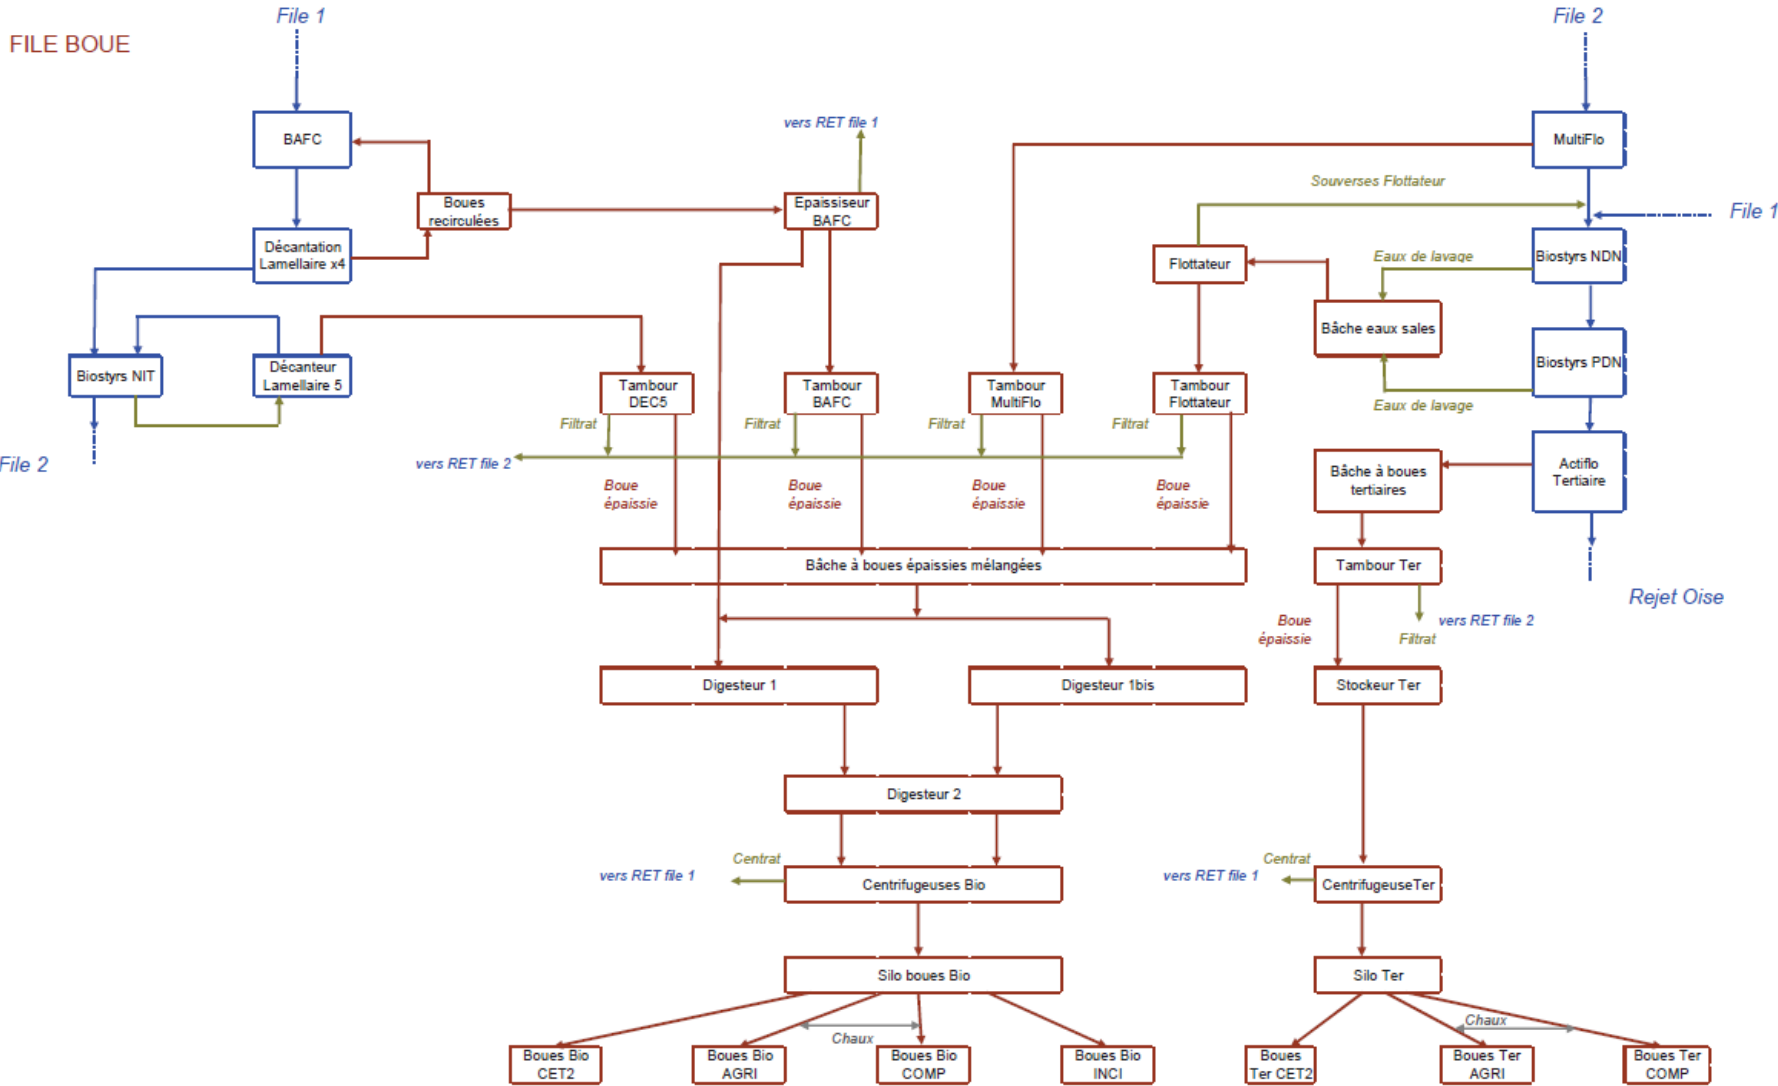 File 1
File 2
FILE BOUE
BAFC
vers RET file 1
MultiFlo
Souverses Flottateur
Boues
recirculées
Epaissiseur
BAFC
File 1
Décantation
Lamellaire x4
Flottateur
Eaux de lavage
Biostyrs NDN
Bâche eaux sales
Biostyrs NIT
Décanteur
Lamellaire 5
Tambour
DEC5
Tambour
BAFC
Tambour
MultiFlo
Tambour
Flottateur
Biostyrs PDN
Eaux de lavage
Filtrat
Filtrat
Filtrat
Filtrat
File 2
vers RET file 2
Bâche à boues
tertiaires
Actiflo
Tertiaire
Boue
épaissie
Boue
épaissie
Boue
épaissie
Boue
épaissie
Bâche à boues épaissies mélangées
Tambour Ter
Rejet Oise
Boue
épaissie
Filtrat
vers RET file 2
Digesteur 1
Digesteur 1bis
Stockeur Ter
Digesteur 2
Centrat
vers RET file 1
Centrifugeuses Bio
Centrat
vers RET file 1
CentrifugeuseTer
Silo boues Bio
Silo Ter
Chaux
Chaux
Boues Bio
CET2
Boues Bio
AGRI
Boues Bio
COMP
Boues Bio
INCI
Boues
Ter CET2
Boues Ter
AGRI
Boues Ter
COMP